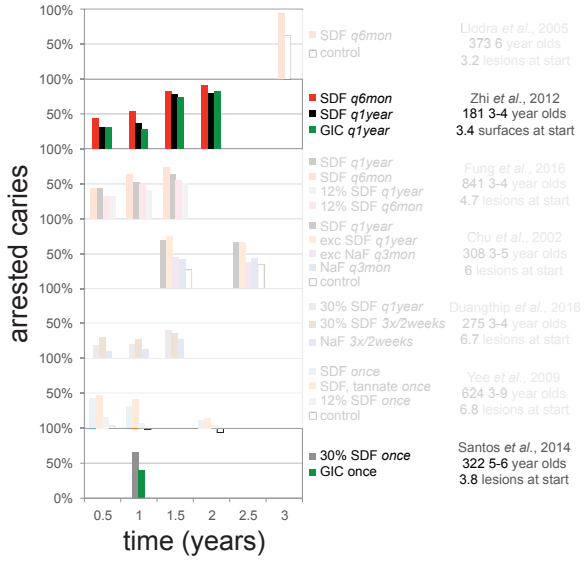 100%
50%
100%
SDF q6mon
control
Llodra et al., 2005
373 6 year olds
3.2 lesions at start
50%
100%
SDF q6mon
SDF q1year
GIC q1year
Zhi et al., 2012
181 3-4 year olds
3.4 surfaces at start
50%
100%
SDF q1year
SDF q6mon
12% SDF q1year
12% SDF q6mon
Fung et al., 2016
841 3-4 year olds
4.7 lesions at start
50%
100%
SDF q1year
exc SDF q1year
exc NaF q3mon
NaF q3mon
control
Chu et al., 2002
308 3-5 year olds
6 lesions at start
50%
100%
30% SDF q1year
30% SDF 3x/2weeks
NaF 3x/2weeks
Duangthip et al., 2016
275 3-4 year olds
6.7 lesions at start
50%
100%
SDF once
SDF, tannate once
12% SDF once
control
Yee et al., 2009
624 3-9 year olds
6.8 lesions at start
50%
0%
30% SDF once
GIC once
Santos et al., 2014
322 5-6 year olds
3.8 lesions at start
arrested caries
0.5 1 1.5 2 2.5 3
time (years)